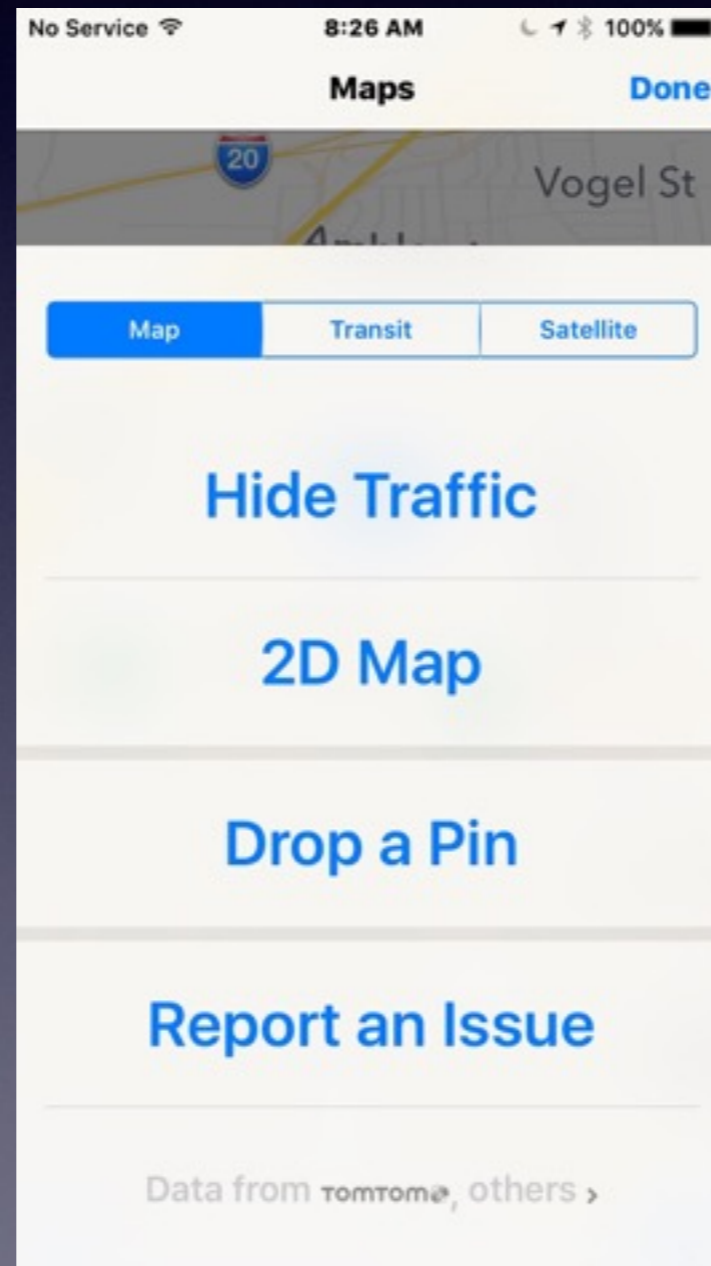 No Service 8:26 AM 100%
Maps Done
20
Vogel St
Map Transit Satellite
Hide Traffic
2D Map
Drop a Pin
Report an Issue
Data from TOMTOM, others >